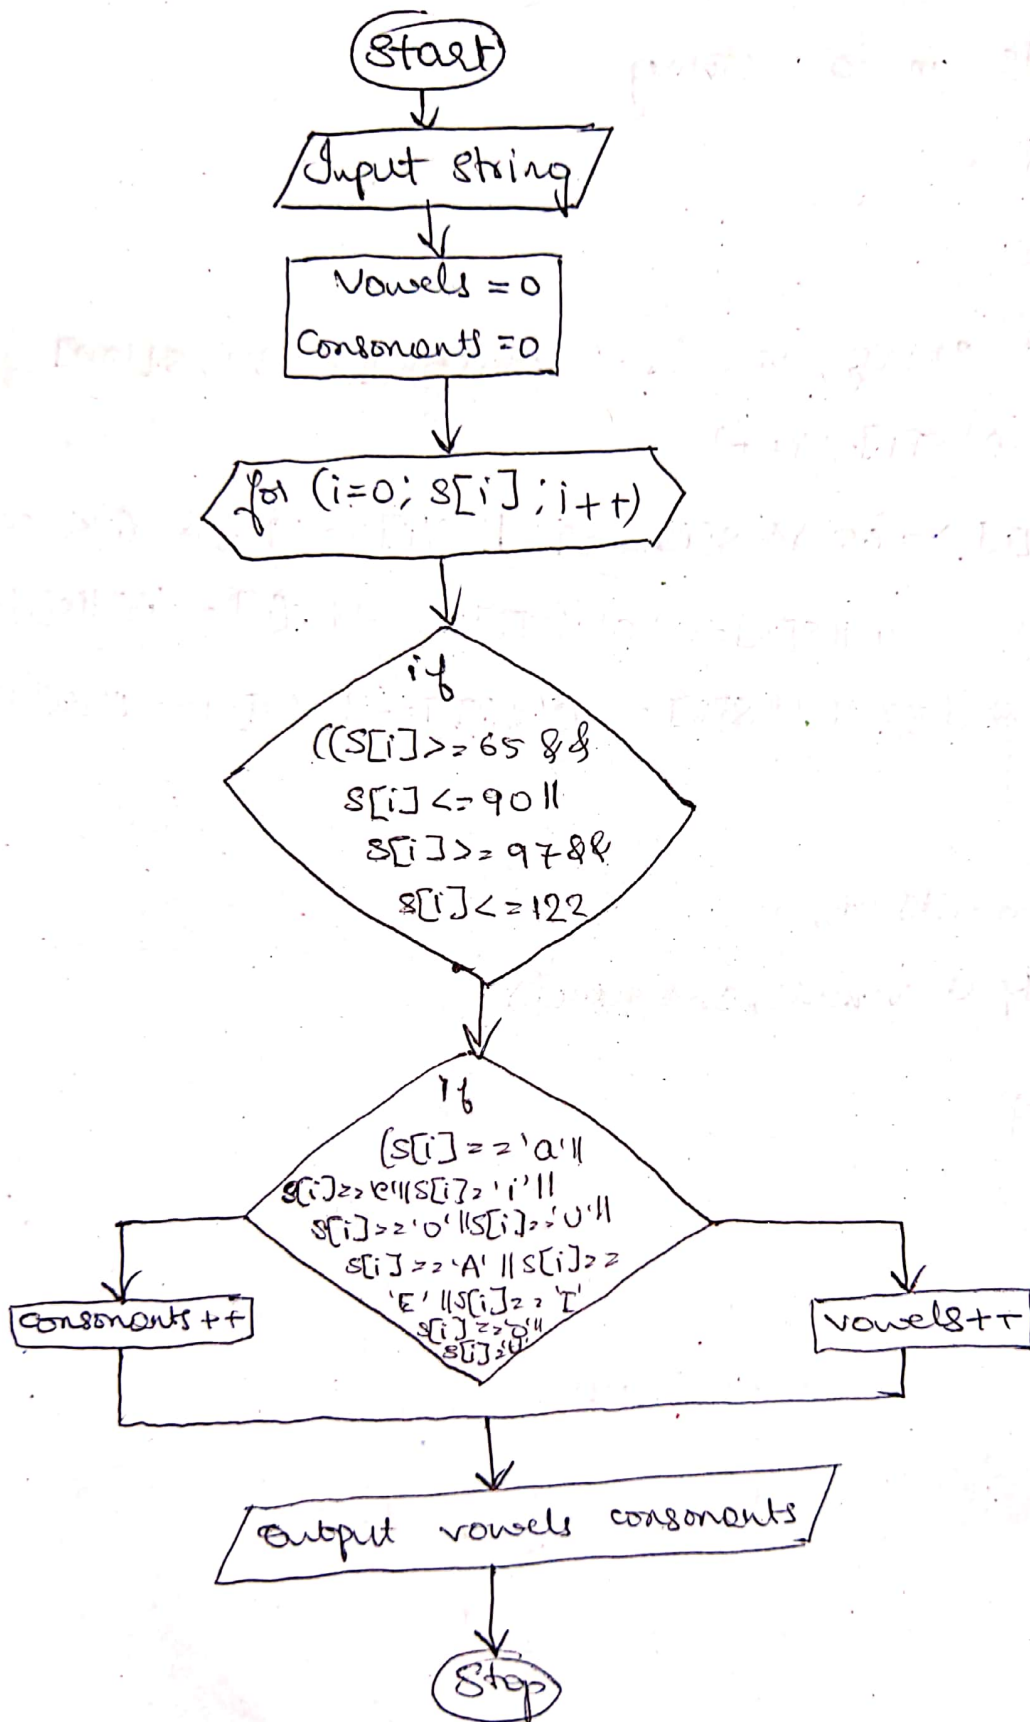 Start
Input string
Vowels = 0
Consonants = 0
for (i=0; s[i]; i++)
if
((s[i]>=65 &&
s[i]<=90 ||
s[i]>=97 &&
s[i]<=122
if
(s[i]=='a'||
s[i]=='e'||s[i]='i'||
s[i]=='o'||s[i]=='u'||
s[i]=='A'||s[i]==
'E'||s[i]=='I'
s[i]=='O'||
s[i]='U'
consonants++
vowels++
output vowels consonants
Stop